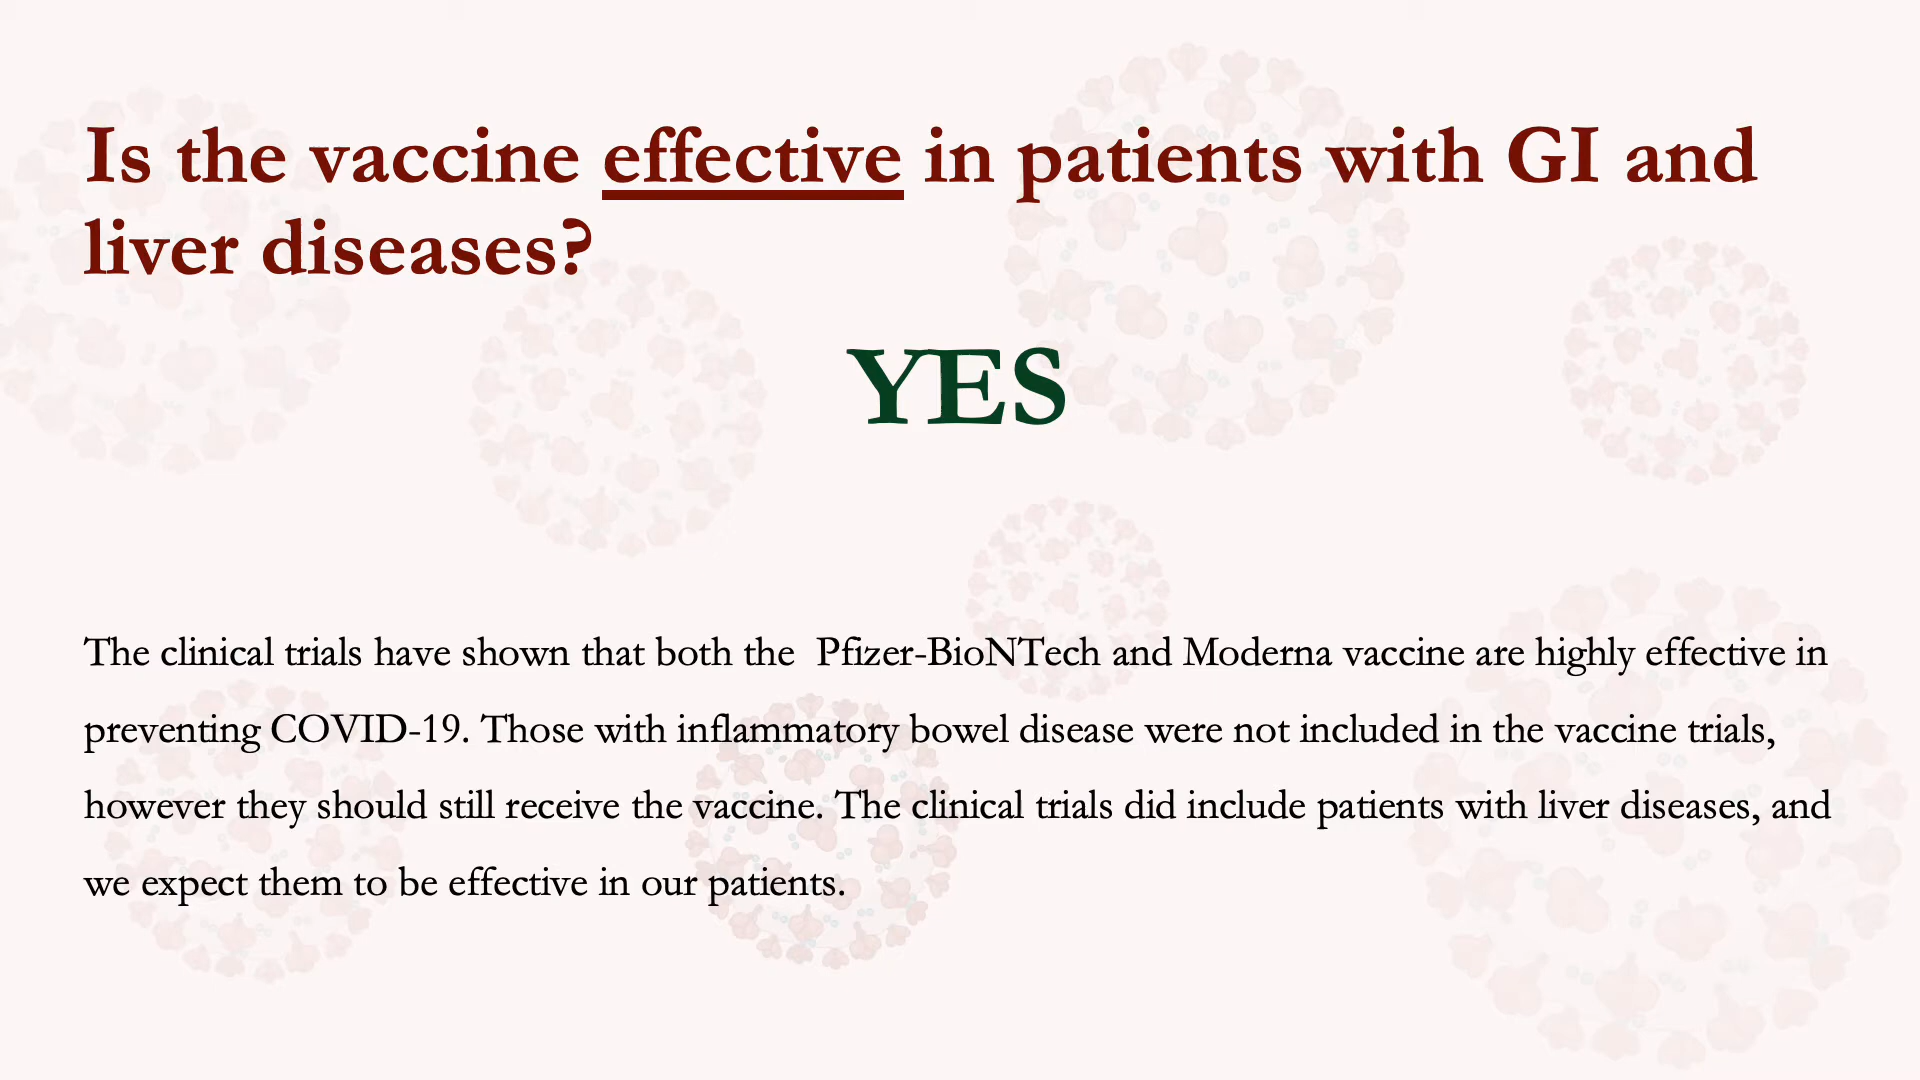 Is the vaccine effective in patients with GI and
liver diseases?
YES
The clinical trials have shown that both the  Pfizer-BioNTech and Moderna vaccine are highly effective in
preventing COVID-19. Those with inflammatory bowel disease were not included in the vaccine trials,
however they should still receive the vaccine. The clinical trials did include patients with liver diseases, and
we expect them to be effective in our patients.